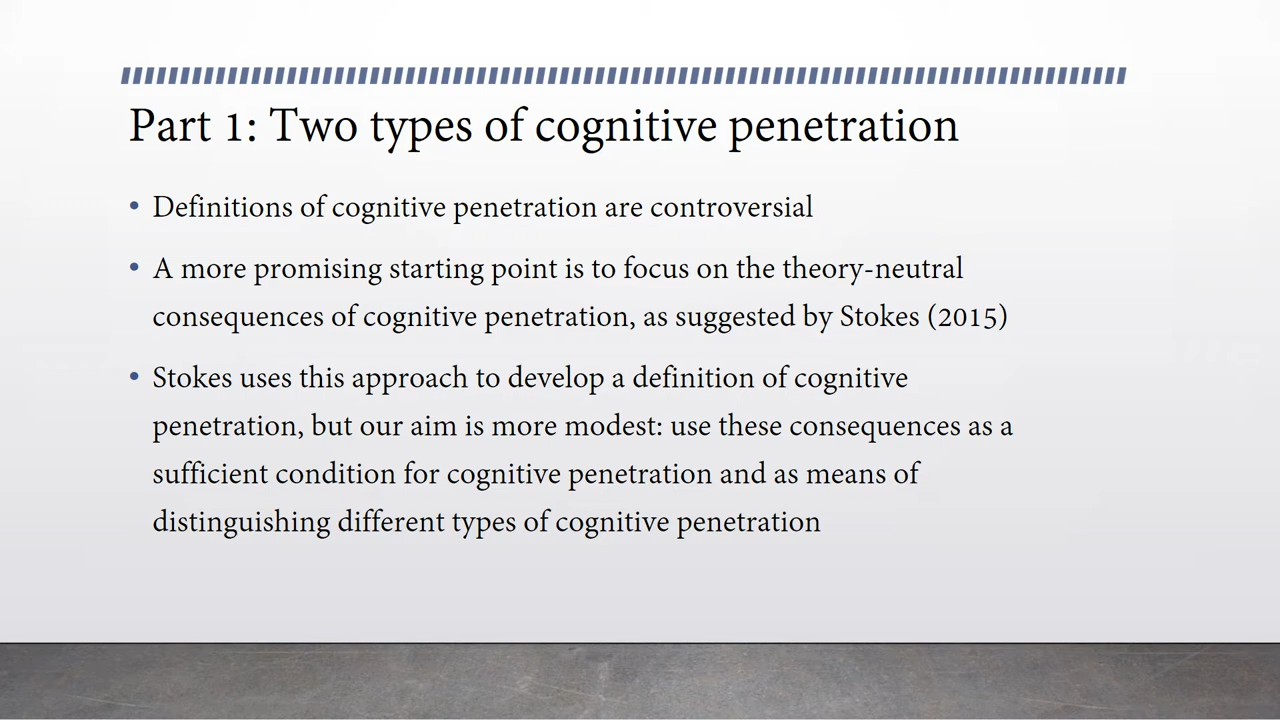 Part 1: Two types of cognitive penetration
• Definitions of cognitive penetration are controversial
• A more promising starting point is to focus on the theory-neutral
consequences of cognitive penetration, as suggested by Stokes (2015)
• Stokes uses this approach to develop a definition of cognitive
penetration, but our aim is more modest: use these consequences as a
sufficient condition for cognitive penetration and as means of
distinguishing different types of cognitive penetration